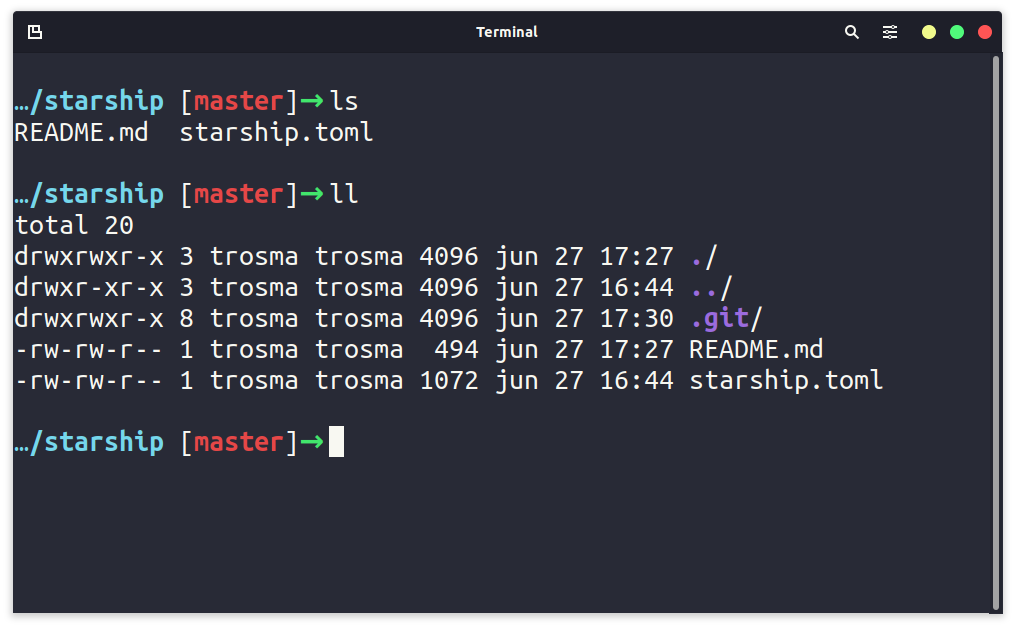 Terminal
…/starship [master]→ls
README.md  starship.toml
…/starship [master]→ll
total 20
drwxrwxr-x 3 trosma trosma 4096 jun 27 17:27 ./
drwxr-xr-x 3 trosma trosma 4096 jun 27 16:44 ../
drwxrwxr-x 8 trosma trosma 4096 jun 27 17:30 .git/
-rw-rw-r-- 1 trosma trosma  494 jun 27 17:27 README.md
-rw-rw-r-- 1 trosma trosma 1072 jun 27 16:44 starship.toml
…/starship [master]→